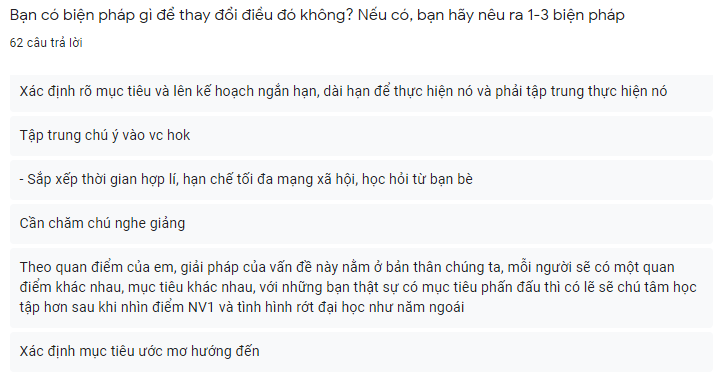 Bạn có biện pháp gì để thay đổi điều đó không? Nếu có, bạn hãy nêu ra 1-3 biện pháp
62 câu trả lời
Xác định rõ mục tiêu và lên kế hoạch ngắn hạn, dài hạn để thực hiện nó và phải tập trung thực hiện nó
Tập trung chú ý vào vc hok
- Sắp xếp thời gian hợp lí, hạn chế tối đa mạng xã hội, học hỏi từ bạn bè
Cần chăm chú nghe giảng
Theo quan điểm của em, giải pháp của vấn đề này nằm ở bản thân chúng ta, mỗi người sẽ có một quan
điểm khác nhau, mục tiêu khác nhau, với những bạn thật sự có mục tiêu phấn đấu thì có lẽ sẽ chú tâm học
tập hơn sau khi nhìn điểm NV1 và tình hình rớt đại học như năm ngoái
Xác định mục tiêu ước mơ hướng đến